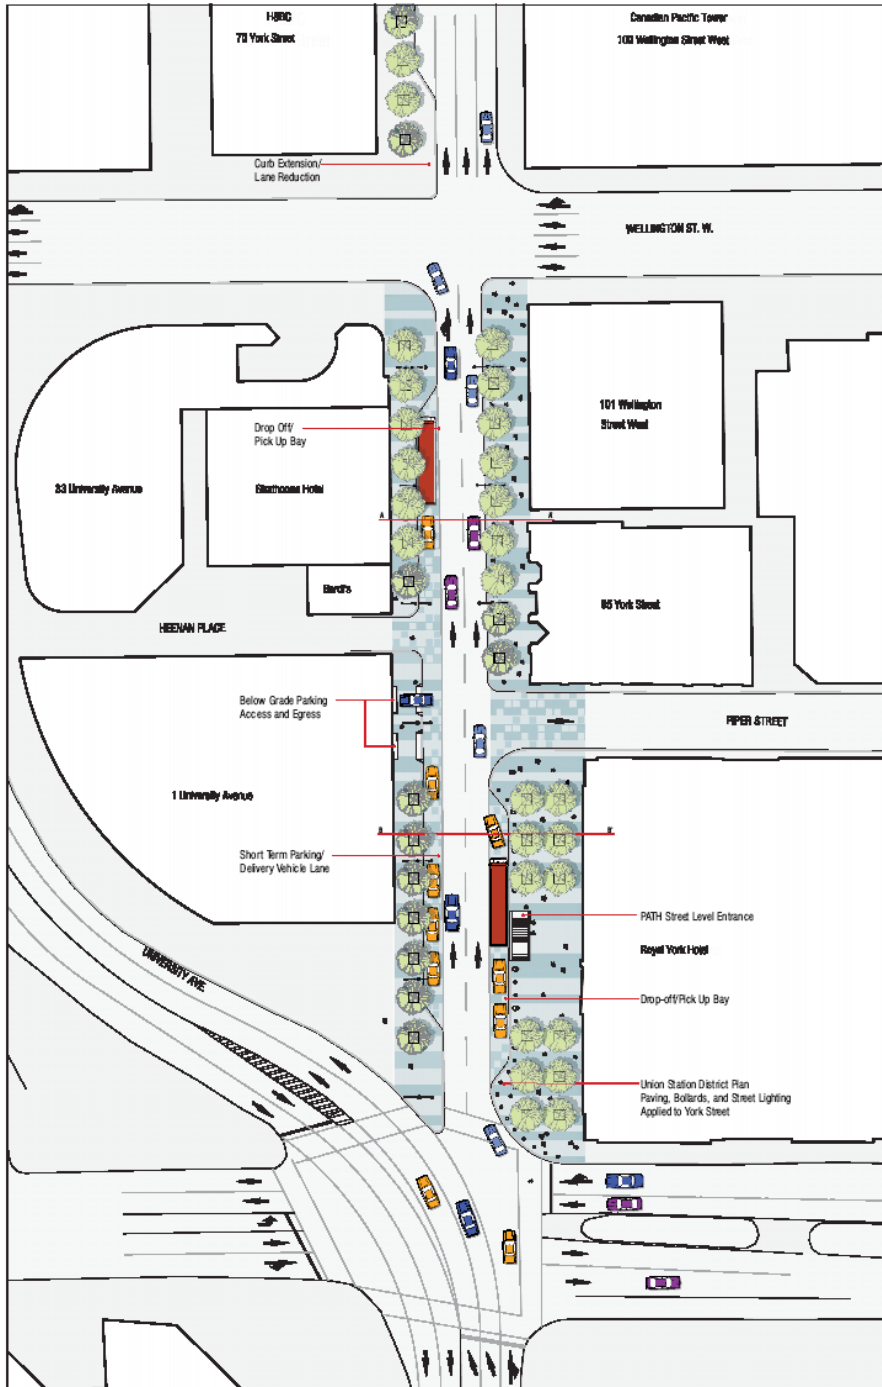 HSBC
70 York Street
Canadian Pacific Tower
100 Wellington Street West
Curb Extension/
Lane Reduction
WELLINGTON ST. W.
Drop Off/
Pick Up Bay
101 Wellington
Street West
33 University Avenue
Strathcona Hotel
A
A'
Bardi's
85 York Street
HEENAN PLACE
Below Grade Parking
Access and Egress
PIPER STREET
1 University Avenue
B
B'
Short Term Parking/
Delivery Vehicle Lane
PATH Street Level Entrance
Royal York Hotel
UNIVERSITY AVE.
Drop-off/Pick Up Bay
Union Station District Plan
Paving, Bollards, and Street Lighting
Applied to York Street